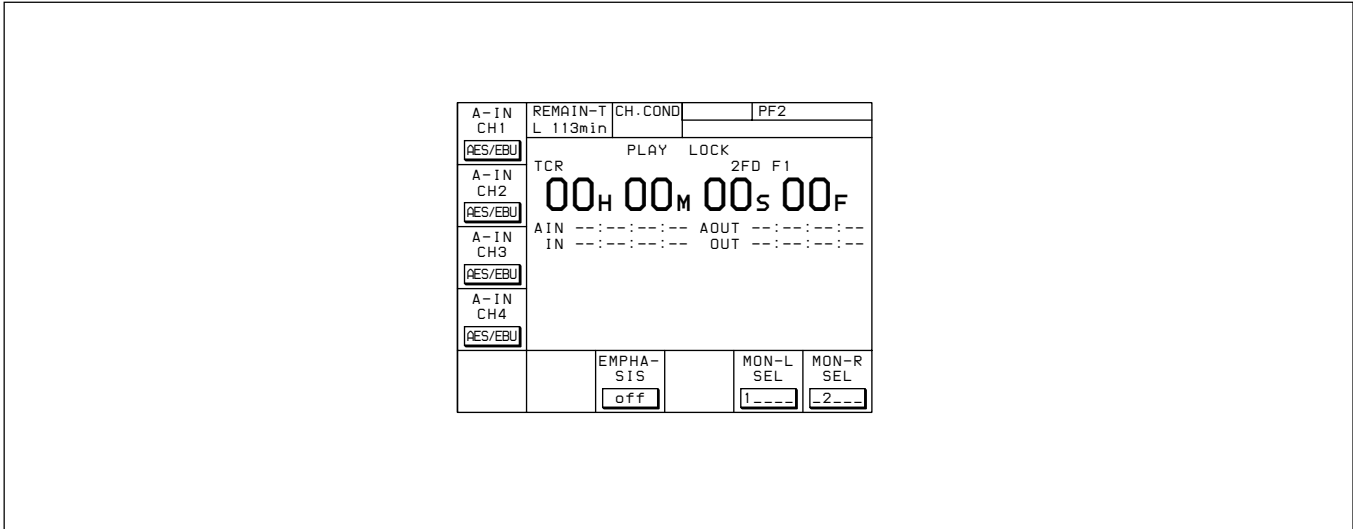 A-IN
CH1
AES/EBU
A-IN
CH2
AES/EBU
A-IN
CH3
AES/EBU
A-IN
CH4
AES/EBU
REMAIN-T CH.COND PF2
L 113min
PLAY LOCK
TCR 2FD F1
00H 00M 00S 00F
AIN --:--:--:-- AOUT --:--:--:--
IN --:--:--:-- OUT --:--:--:--
EMPHA-
SIS
off
MON-L
SEL
1____
MON-R
SEL
_2___